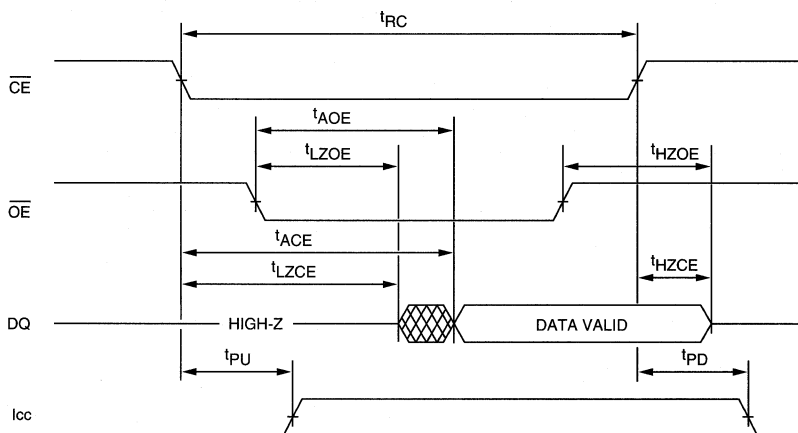 tRC
CE
tAOE
tLZOE
tHZOE
OE
tACE
tLZCE
tHZCE
DQ
HIGH-Z
DATA VALID
tPU
tPD
Icc